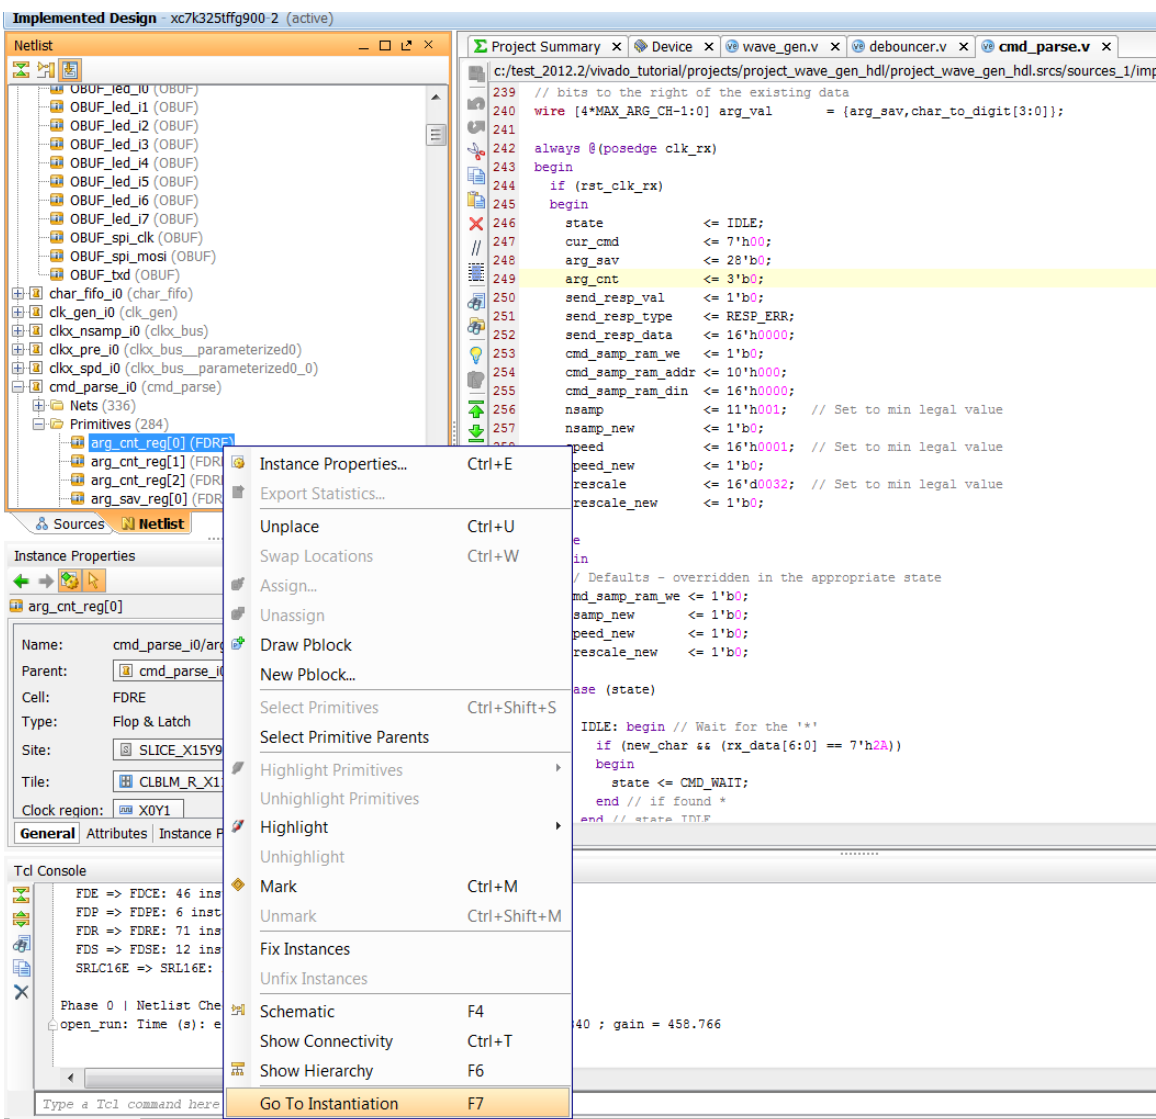 Implemented Design - xc7k325tffg900-2 (active)
Netlist
OBUF_led_i0 (OBUF)
OBUF_led_i1 (OBUF)
OBUF_led_i2 (OBUF)
OBUF_led_i3 (OBUF)
OBUF_led_i4 (OBUF)
OBUF_led_i5 (OBUF)
OBUF_led_i6 (OBUF)
OBUF_led_i7 (OBUF)
OBUF_spi_clk (OBUF)
OBUF_spi_mosi (OBUF)
OBUF_txd (OBUF)
char_fifo_i0 (char_fifo)
clk_gen_i0 (clk_gen)
clkx_nsamp_i0 (clkx_bus)
clkx_pre_i0 (clkx_bus__parameterized0)
clkx_spd_i0 (clkx_bus__parameterized0_0)
cmd_parse_i0 (cmd_parse)
Nets (336)
Primitives (284)
arg_cnt_reg[0] (FDRE)
arg_cnt_reg[1] (FDR
arg_cnt_reg[2] (FDR
arg_sav_reg[0] (FDR
Sources Netlist
Instance Properties
arg_cnt_reg[0]
Name: cmd_parse_i0/arg
Parent: cmd_parse_i0
Cell: FDRE
Type: Flop & Latch
Site: SLICE_X15Y9
Tile: CLBLM_R_X1
Clock region: X0Y1
General Attributes Instance P
Tcl Console
FDE => FDCE: 46 ins
FDP => FDPE: 6 inst
FDR => FDRE: 71 ins
FDS => FDSE: 12 ins
SRLC16E => SRL16E:
Phase 0 | Netlist Che
open_run: Time (s): e 340 ; gain = 458.766
Type a Tcl command here
Instance Properties... Ctrl+E
Export Statistics...
Unplace Ctrl+U
Swap Locations Ctrl+W
Assign...
Unassign
Draw Pblock
New Pblock...
Select Primitives Ctrl+Shift+S
Select Primitive Parents
Highlight Primitives
Unhighlight Primitives
Highlight
Unhighlight
Mark Ctrl+M
Unmark Ctrl+Shift+M
Fix Instances
Unfix Instances
Schematic F4
Show Connectivity Ctrl+T
Show Hierarchy F6
Go To Instantiation F7
Project Summary Device wave_gen.v debouncer.v cmd_parse.v
c:/test_2012.2/vivado_tutorial/projects/project_wave_gen_hdl/project_wave_gen_hdl.srcs/sources_1/imp
239 // bits to the right of the existing data
240 wire [4*MAX_ARG_CH-1:0] arg_val = {arg_sav,char_to_digit[3:0]};
241
242 always @(posedge clk_rx)
243 begin
244 if (rst_clk_rx)
245 begin
246 state <= IDLE;
247 cur_cmd <= 7'h00;
248 arg_sav <= 28'b0;
249 arg_cnt <= 3'b0;
250 send_resp_val <= 1'b0;
251 send_resp_type <= RESP_ERR;
252 send_resp_data <= 16'h0000;
253 cmd_samp_ram_we <= 1'b0;
254 cmd_samp_ram_addr <= 10'h000;
255 cmd_samp_ram_din <= 16'h0000;
256 nsamp <= 11'h001; // Set to min legal value
257 nsamp_new <= 1'b0;
peed <= 16'h0001; // Set to min legal value
peed_new <= 1'b0;
rescale <= 16'd0032; // Set to min legal value
rescale_new <= 1'b0;
e
in
/ Defaults - overridden in the appropriate state
md_samp_ram_we <= 1'b0;
samp_new <= 1'b0;
peed_new <= 1'b0;
rescale_new <= 1'b0;
ase (state)
IDLE: begin // Wait for the '*'
if (new_char && (rx_data[6:0] == 7'h2A))
begin
state <= CMD_WAIT;
end // if found *
end // state IDLE